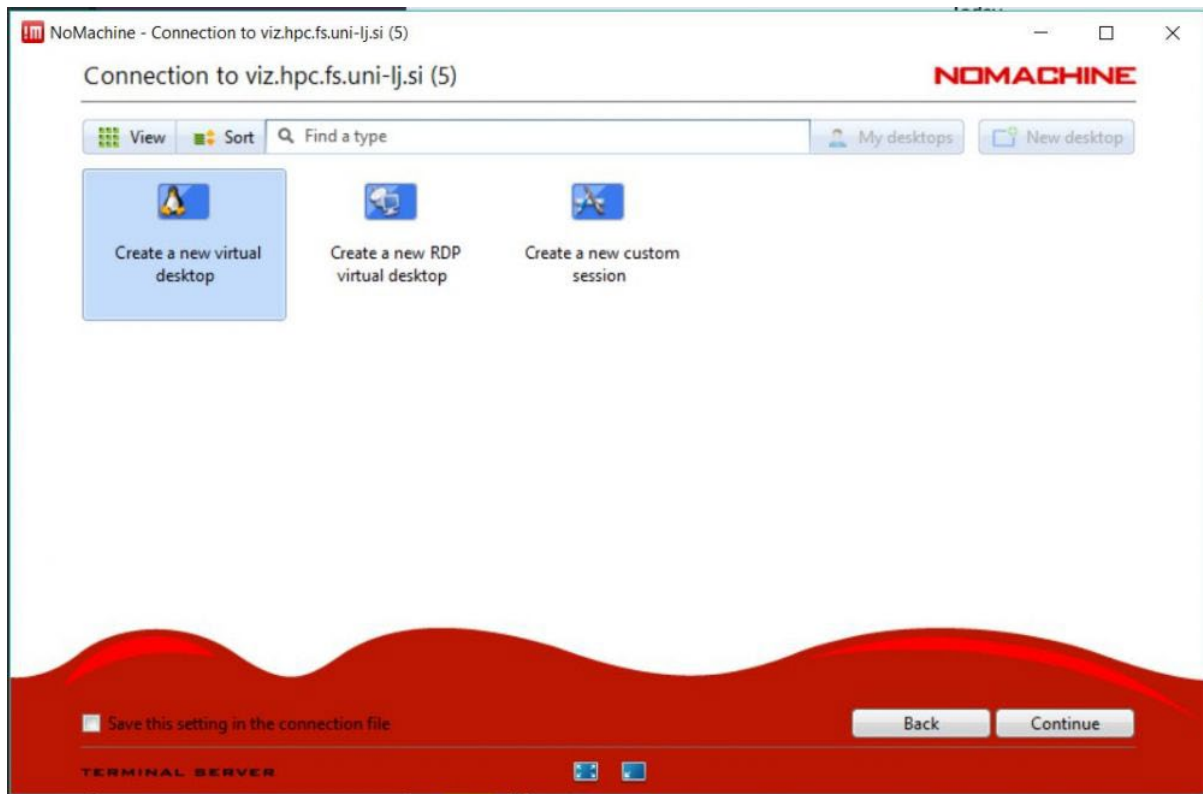 Today
NoMachine - Connection to viz.hpc.fs.uni-lj.si (5)
Connection to viz.hpc.fs.uni-lj.si (5)
NOMACHINE
View
Sort
Find a type
My desktops
New desktop
Create a new virtual
desktop
Create a new RDP
virtual desktop
Create a new custom
session
Save this setting in the connection file
Back
Continue
TERMINAL SERVER